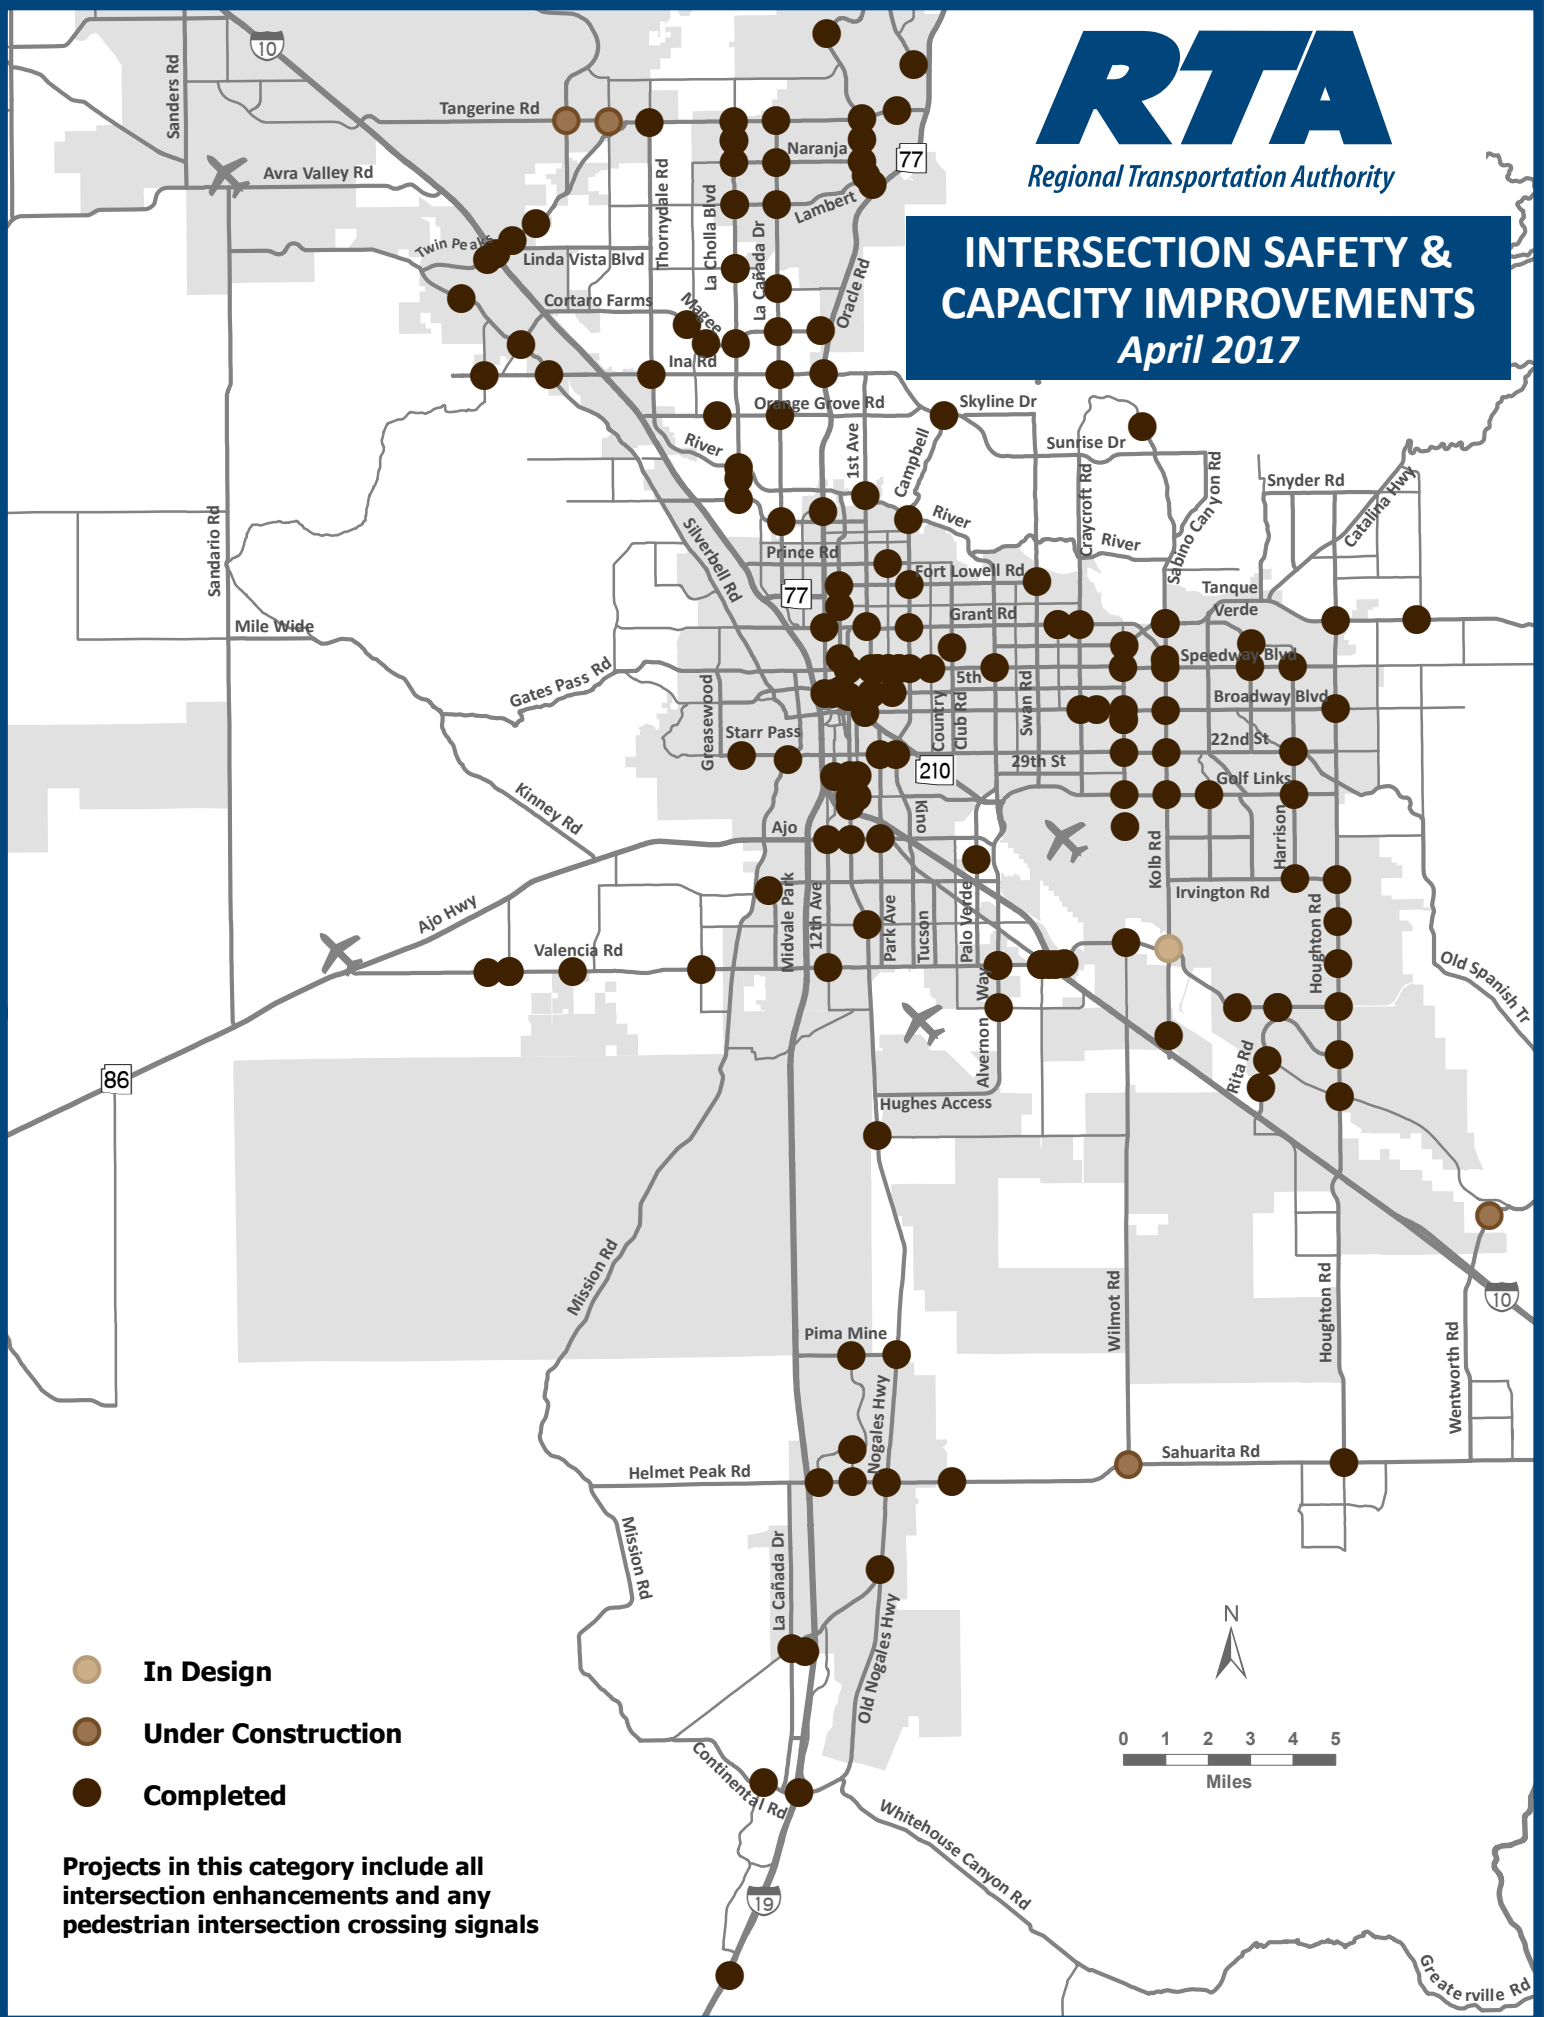 RTA
Regional Transportation Authority
INTERSECTION SAFETY &
CAPACITY IMPROVEMENTS
April 2017
10
Sanders Rd
Tangerine Rd
Avra Valley Rd
Naranja
77
Thornydale Rd
La Cholla Blvd
La Cañada Dr
Lambert
Twin Peaks
Linda Vista Blvd
Oracle Rd
Cortaro Farms
Magee
Ina Rd
Orange Grove Rd
Skyline Dr
River
1st Ave
Campbell
Sunrise Dr
Craycroft Rd
Sabino Canyon Rd
Snyder Rd
Catalina Hwy
Sandario Rd
Silverbell Rd
River
River
Prince Rd
77
Fort Lowell Rd
Tanque
Verde
Grant Rd
Mile Wide
Speedway Blvd
Gates Pass Rd
5th
Greasewood
Country
Club Rd
Swan Rd
Broadway Blvd
Starr Pass
22nd St
29th St
210
Golf Links
Kinney Rd
Kino
Ajo
Kolb Rd
Harrison
Irvington Rd
Ajo Hwy
Midvale Park
12th Ave
Park Ave
Tucson
Palo Verde
Houghton Rd
Valencia Rd
Old Spanish Tr
Alvernon Way
Rita Rd
86
Hughes Access
Mission Rd
Wilmot Rd
Houghton Rd
10
Wentworth Rd
Pima Mine
Nogales Hwy
Helmet Peak Rd
Sahuarita Rd
Mission Rd
La Cañada Dr
Old Nogales Hwy
N
0 1 2 3 4 5
Miles
In Design
Under Construction
Completed
Continental Rd
Whitehouse Canyon Rd
Projects in this category include all
intersection enhancements and any
pedestrian intersection crossing signals
19
Greaterville Rd